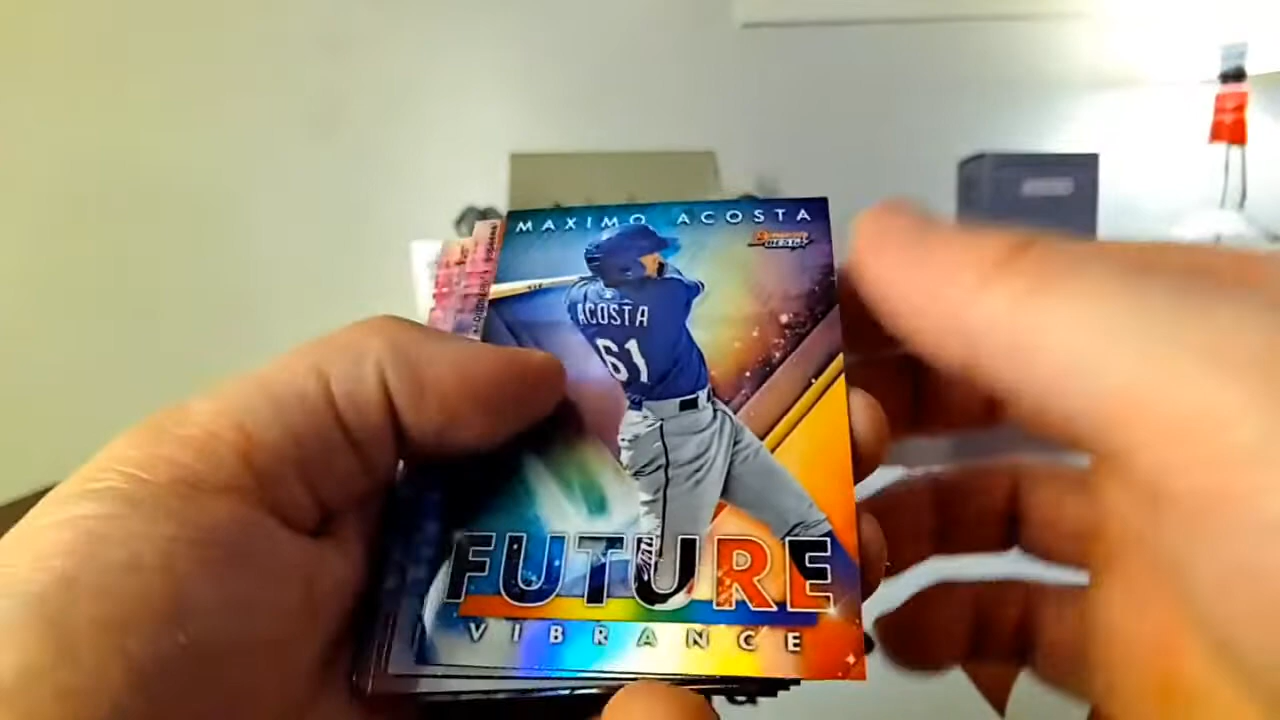 MAXIMO ACOSTA
BOWMAN'S
BEST
ACOSTA
61
FUTURE
VIBRANCE